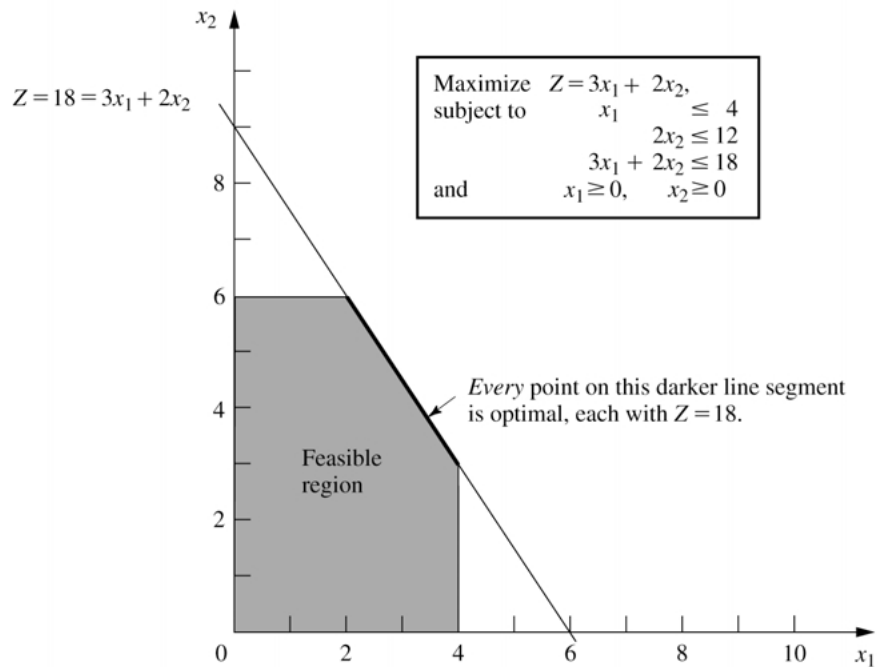 x₂
Z = 18 = 3x₁ + 2x₂
Maximize Z = 3x₁ + 2x₂,
subject to x₁ ≤ 4
2x₂ ≤ 12
3x₁ + 2x₂ ≤ 18
and x₁ ≥ 0, x₂ ≥ 0
8
6
4
2
Every point on this darker line segment
is optimal, each with Z = 18.
Feasible
region
0 2 4 6 8 10 x₁